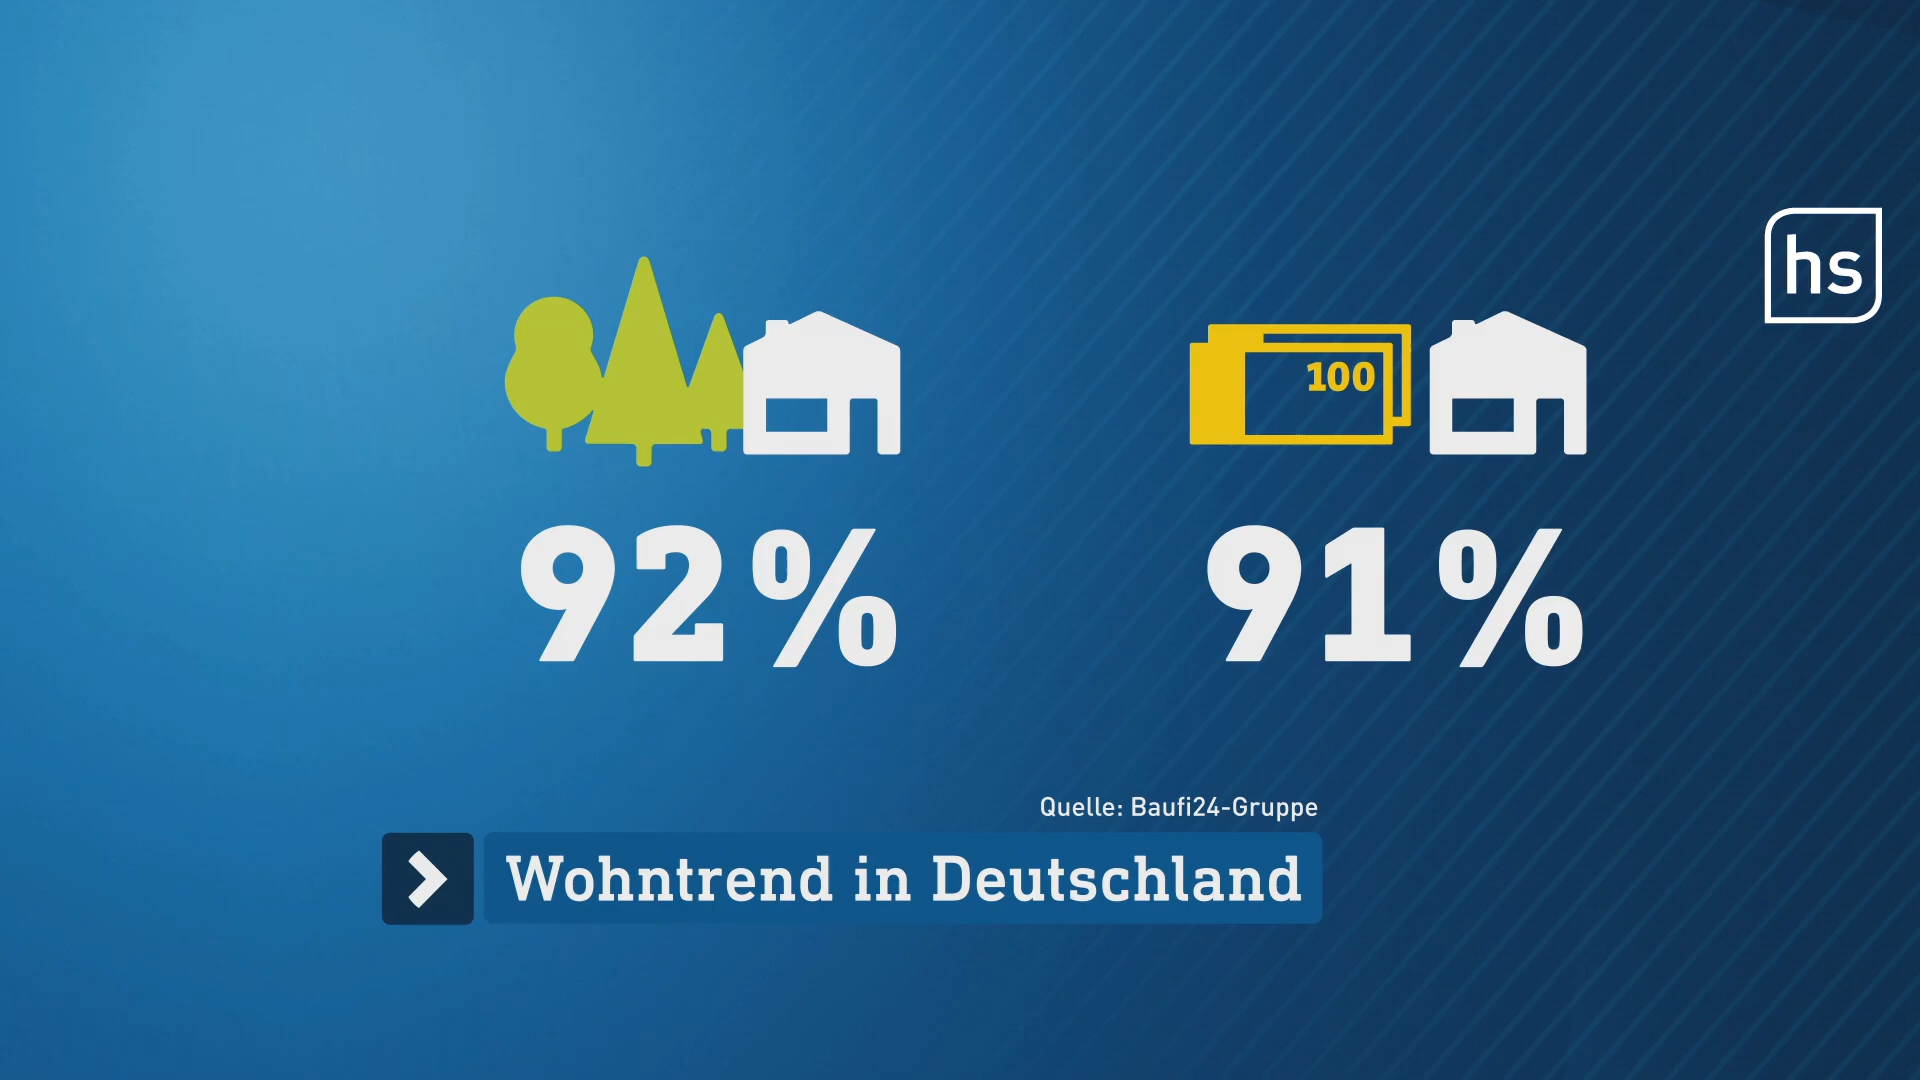 hs
100
92%
91%
Quelle: Baufi24-Gruppe
Wohntrend in Deutschland